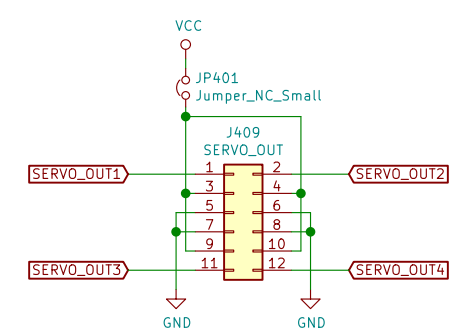 VCC
JP401
Jumper_NC_Small
J409
SERVO_OUT
SERVO_OUT1 1 2 SERVO_OUT2
3 4
5 6
7 8
9 10
SERVO_OUT3 11 12 SERVO_OUT4
GND GND